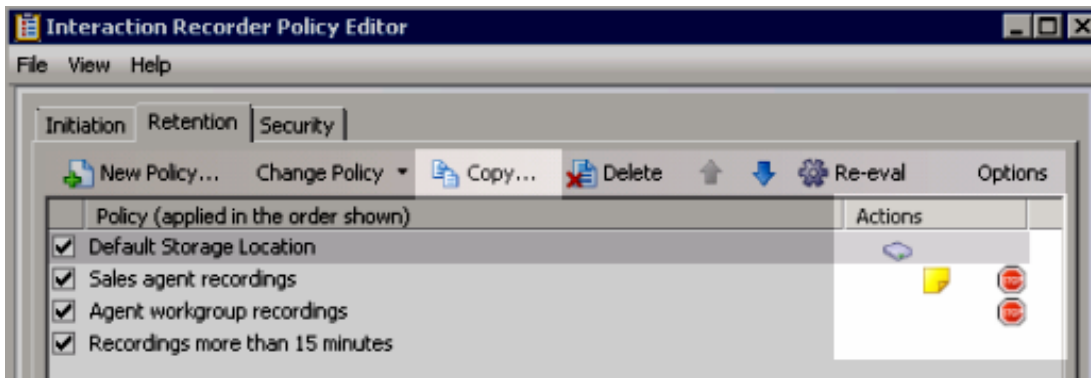 Interaction Recorder Policy Editor
File View Help
Initiation Retention Security
New Policy... Change Policy Copy... Delete Re-eval Options
Policy (applied in the order shown) Actions
Default Storage Location
Sales agent recordings
Agent workgroup recordings
Recordings more than 15 minutes